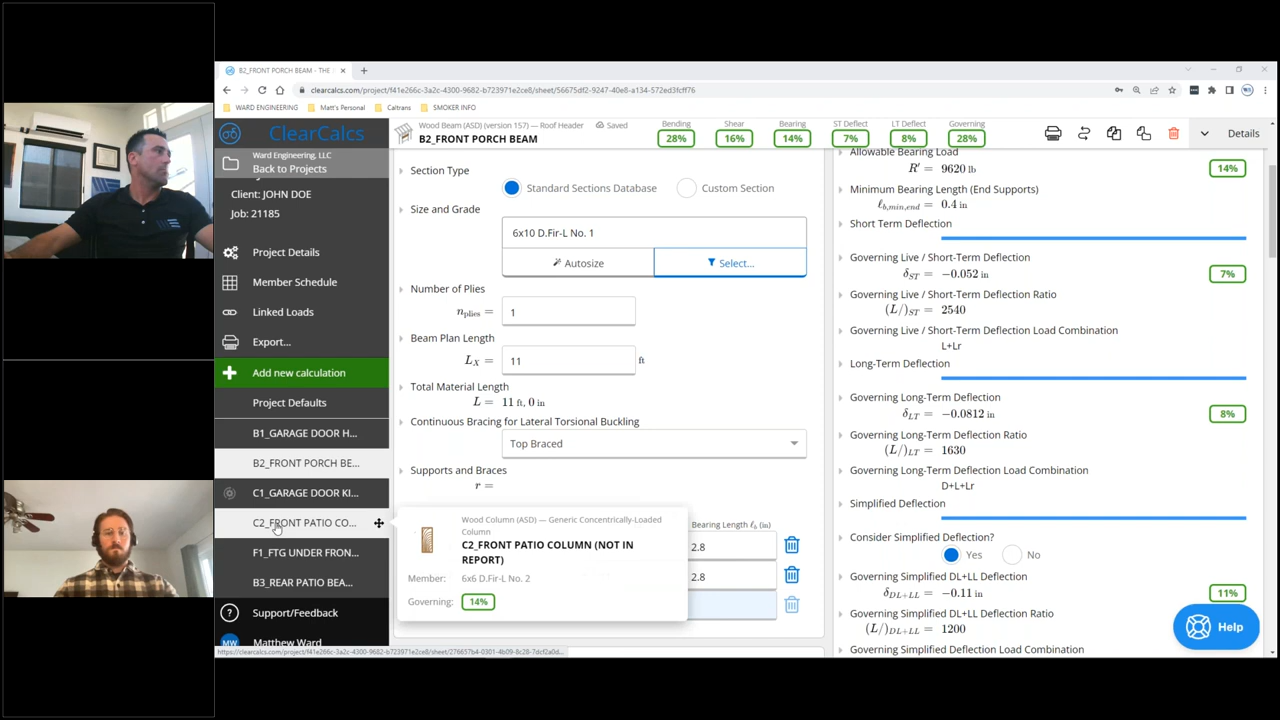 B2_FRONT PORCH BEAM - THE
clearcalcs.com/project/f41e266c-3a2c-4300-9682-b723971e2ce8/sheet/56675df2-9247-40e8-a134-572ed3fcff76
WARD ENGINEERING
Matt's Personal
Caltrans
SMOKER INFO
ClearCalcs
Ward Engineering, LLC
Back to Projects
Client: JOHN DOE
Job: 21185
Project Details
Member Schedule
Linked Loads
Export...
Add new calculation
Project Defaults
B1_GARAGE DOOR H...
B2_FRONT PORCH BE...
C1_GARAGE DOOR KI...
C2_FRONT PATIO CO...
F1_FTG UNDER FRON...
B3_REAR PATIO BEA...
Support/Feedback
MW Matthew Ward
Wood Beam (ASD) (version 157) — Roof Header
Saved
B2_FRONT PORCH BEAM
Bending
28%
Shear
16%
Bearing
14%
ST Deflect
7%
LT Deflect
8%
Governing
28%
Details
Section Type
Standard Sections Database
Custom Section
Size and Grade
6x10 D.Fir-L No. 1
Autosize
Select...
Number of Plies
nplies = 1
Beam Plan Length
LX = 11 ft
Total Material Length
L = 11 ft, 0 in
Continuous Bracing for Lateral Torsional Buckling
Top Braced
Supports and Braces
r =
Bearing Length ℓb (in)
2.8
2.8
Wood Column (ASD) — Generic Concentrically-Loaded
Column
C2_FRONT PATIO COLUMN (NOT IN
REPORT)
Member: 6x6 D.Fir-L No. 2
Governing: 14%
Allowable Bearing Load
R′ = 9620 lb
14%
Minimum Bearing Length (End Supports)
ℓb,min,end = 0.4 in
Short Term Deflection
Governing Live / Short-Term Deflection
δST = −0.052 in
7%
Governing Live / Short-Term Deflection Ratio
(L/)ST = 2540
Governing Live / Short-Term Deflection Load Combination
L+Lr
Long-Term Deflection
Governing Long-Term Deflection
δLT = −0.0812 in
8%
Governing Long-Term Deflection Ratio
(L/)LT = 1630
Governing Long-Term Deflection Load Combination
D+L+Lr
Simplified Deflection
Consider Simplified Deflection?
Yes
No
Governing Simplified DL+LL Deflection
δDL+LL = −0.11 in
11%
Governing Simplified DL+LL Deflection Ratio
(L/)DL+LL = 1200
Governing Simplified Deflection Load Combination
Help